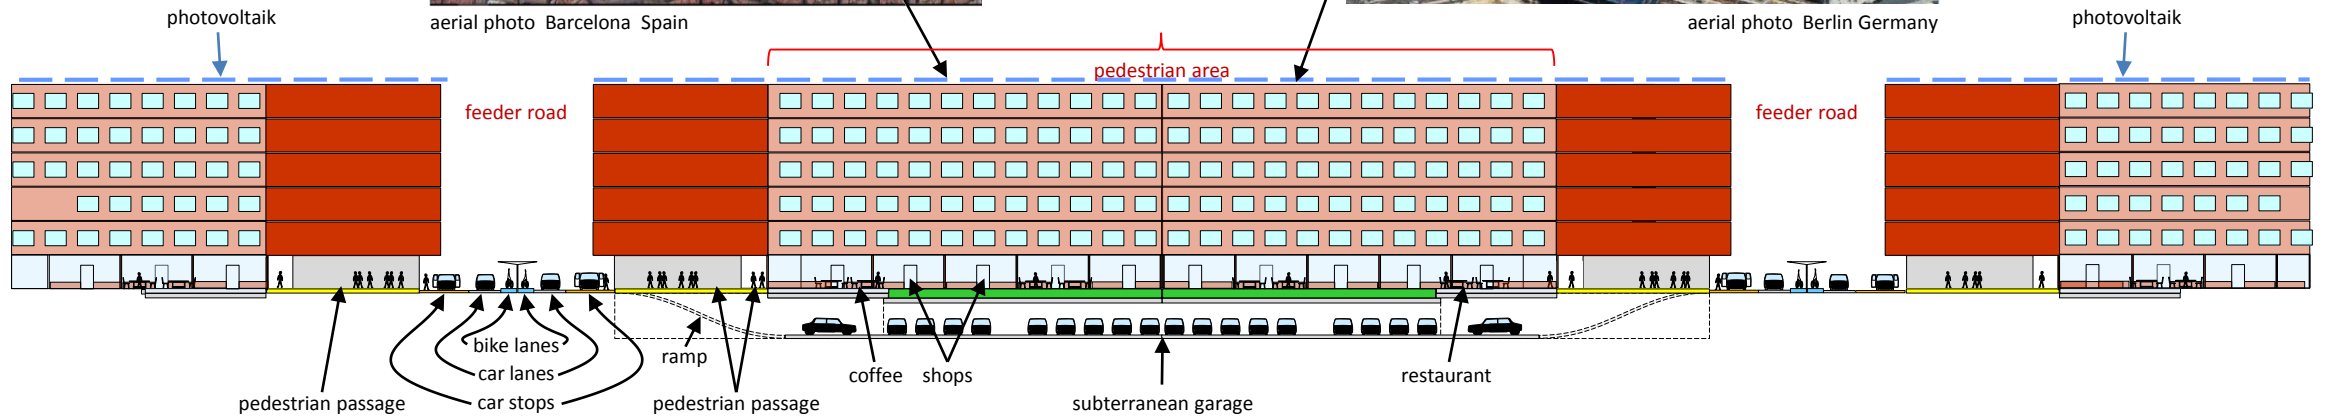 photovoltaik
aerial photo Barcelona Spain
aerial photo Berlin Germany
photovoltaik
pedestrian area
feeder road
feeder road
bike lanes
car lanes
car stops
pedestrian passage
ramp
pedestrian passage
coffee
shops
subterranean garage
restaurant